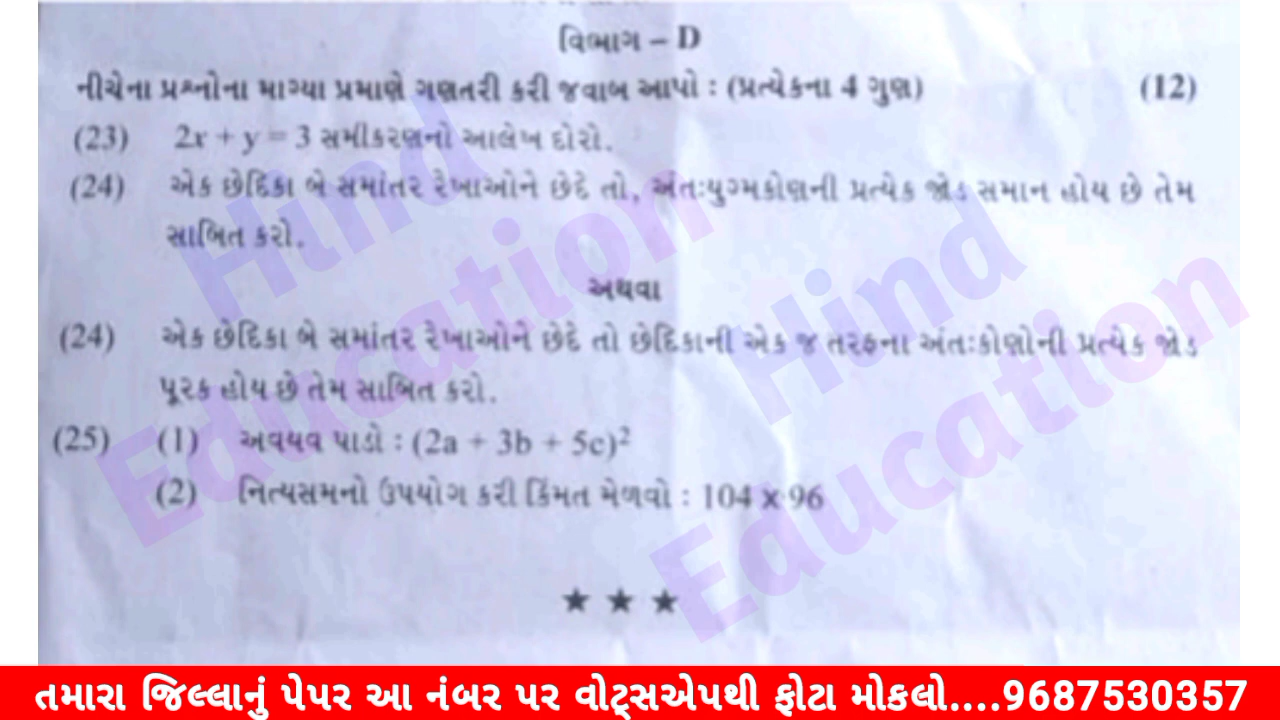 વિભાગ – D
નીચેના પ્રશ્નોના માગ્યા પ્રમાણે ગણતરી કરી જવાબ આપો : (પ્રત્યેકના 4 ગુણ) (12)
(23) 2x + y = 3 સમીકરણનો આલેખ દોરો.
(24) એક છેદિકા બે સમાંતર રેખાઓને છેદે તો, અંતઃયુગ્મકોણની પ્રત્યેક જોડ સમાન હોય છે તેમ
સાબિત કરો.
અથવા
(24) એક છેદિકા બે સમાંતર રેખાઓને છેદે તો છેદિકાની એક જ તરફના અંતઃકોણોની પ્રત્યેક જોડ
પૂરક હોય છે તેમ સાબિત કરો.
(25) (1) અવયવ પાડો : (2a + 3b + 5c)²
(2) નિત્યસમનો ઉપયોગ કરી કિંમત મેળવો : 104 x 96
★ ★ ★
Hind
Education
Hind
Education
તમારા જિલ્લાનું પેપર આ નંબર પર વોટ્સએપથી ફોટા મોકલો....9687530357